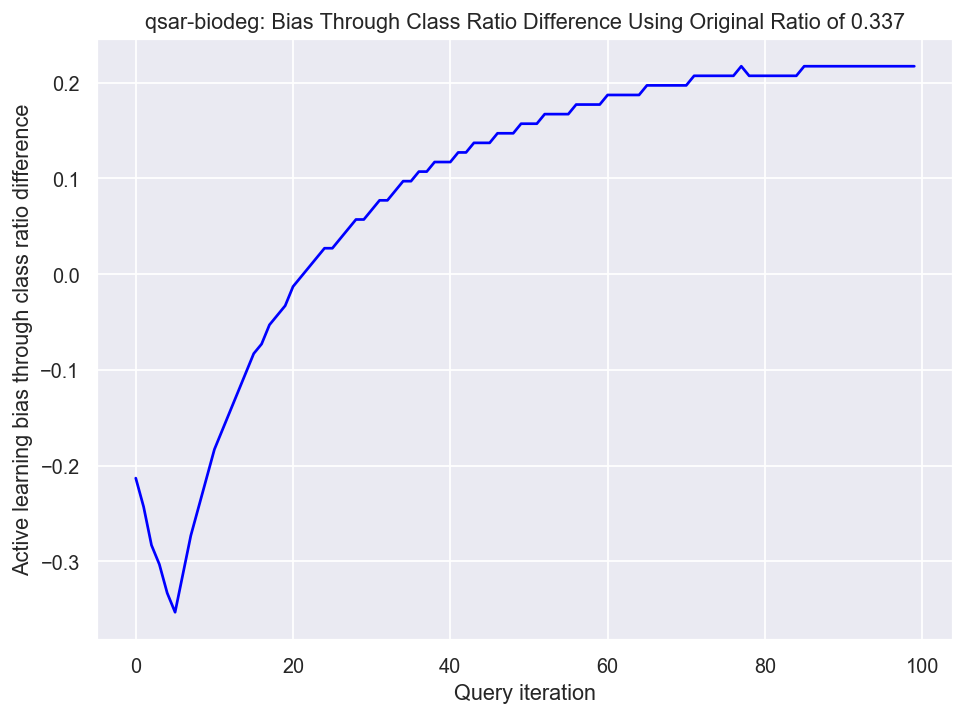 qsar-biodeg: Bias Through Class Ratio Difference Using Original Ratio of 0.337
Active learning bias through class ratio difference
0.2
0.1
0.0
−0.1
−0.2
−0.3
0 20 40 60 80 100
Query iteration